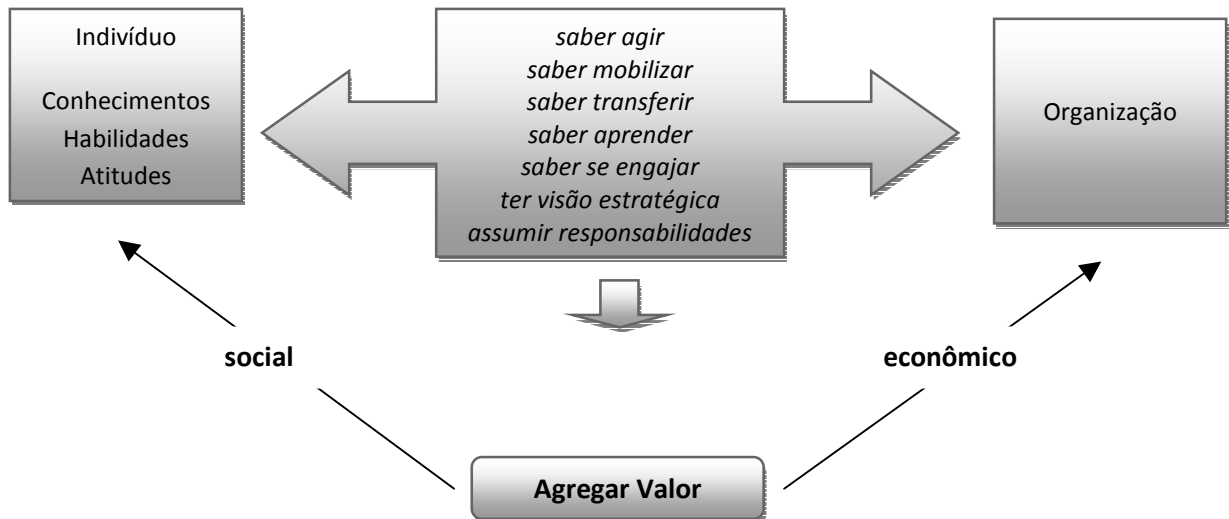 Indivíduo
Conhecimentos
Habilidades
Atitudes
saber agir
saber mobilizar
saber transferir
saber aprender
saber se engajar
ter visão estratégica
assumir responsabilidades
Organização
social
econômico
Agregar Valor